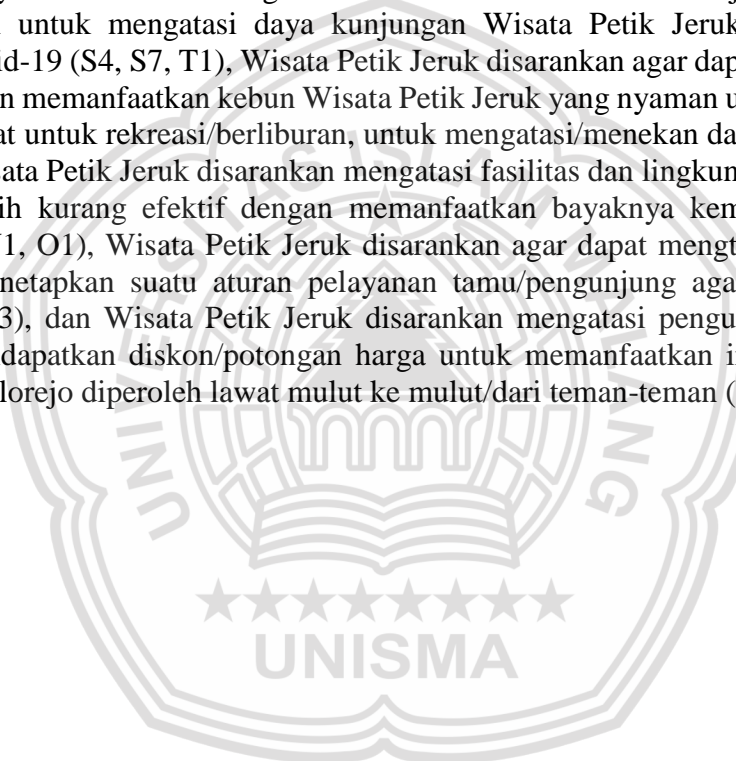 untuk mengatasi daya kunjungan Wisata Petik Jeruk
id-19 (S4, S7, T1), Wisata Petik Jeruk disarankan agar dap
n memanfaatkan kebun Wisata Petik Jeruk yang nyaman u
at untuk rekreasi/berliburan, untuk mengatasi/menekan da
sata Petik Jeruk disarankan mengatasi fasilitas dan lingkun
ih kurang efektif dengan memanfaatkan bayaknya kem
1, O1), Wisata Petik Jeruk disarankan agar dapat mengt
netapkan suatu aturan pelayanan tamu/pengunjung aga
3), dan Wisata Petik Jeruk disarankan mengatasi pengu
dapatkan diskon/potongan harga untuk memanfaatkan i
lorejo diperoleh lawat mulut ke mulut/dari teman-teman (
UNIVERSITAS ISLAM MALANG
UNISMA